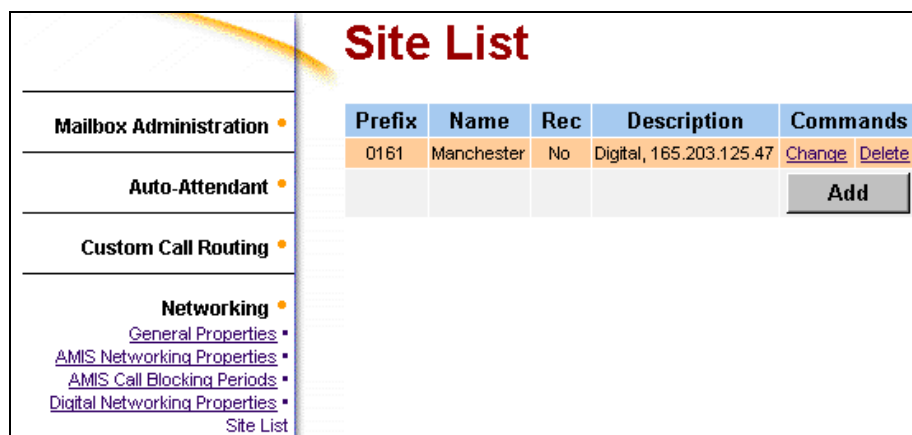 Site List
Mailbox Administration
Auto-Attendant
Custom Call Routing
Networking
General Properties
AMIS Networking Properties
AMIS Call Blocking Periods
Digital Networking Properties
Site List
Prefix Name Rec Description Commands
0161 Manchester No Digital, 165.203.125.47 Change Delete
Add